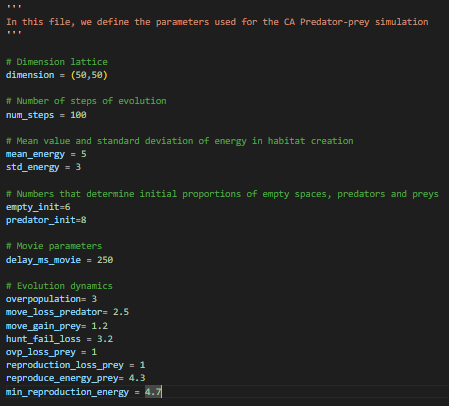 '''
In this file, we define the parameters used for the CA Predator-prey simulation
'''
# Dimension lattice
dimension = (50,50)
# Number of steps of evolution
num_steps = 100
# Mean value and standard deviation of energy in habitat creation
mean_energy = 5
std_energy = 3
# Numbers that determine initial proportions of empty spaces, predators and preys
empty_init=6
predator_init=8
# Movie parameters
delay_ms_movie = 250
# Evolution dynamics
overpopulation= 3
move_loss_predator= 2.5
move_gain_prey= 1.2
hunt_fail_loss = 3.2
ovp_loss_prey = 1
reproduction_loss_prey = 1
reproduce_energy_prey= 4.3
min_reproduction_energy = 4.7